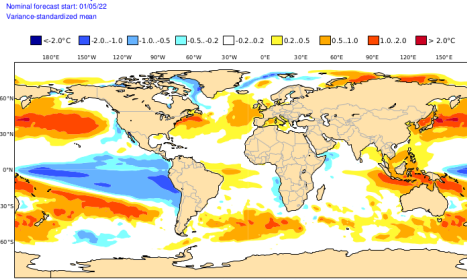 Nominal forecast start: 01/05/22
Variance-standardized mean
<-2.0°C -2.0..-1.0 -1.0..-0.5 -0.5..-0.2 -0.2..0.2 0.2..0.5 0.5..1.0 1.0..2.0 > 2.0°C
180°W 150°W 120°W 90°W 60°W 30°W 0°E 30°E 60°E 90°E 120°E 150°E
60°N
30°N
0°N
30°S
60°S